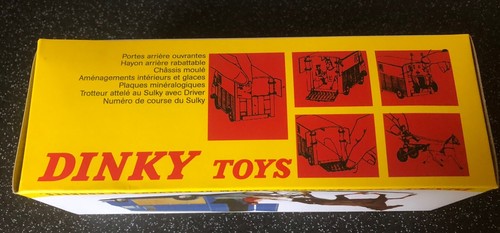 Portes arrière ouvrantes
Hayon arrière rabattable
Châssis moulé
Aménagements intérieurs et glaces
Plaques minéralogiques
Trotteur attelé au Sulky avec Driver
Numéro de course du Sulky
DINKY TOYS